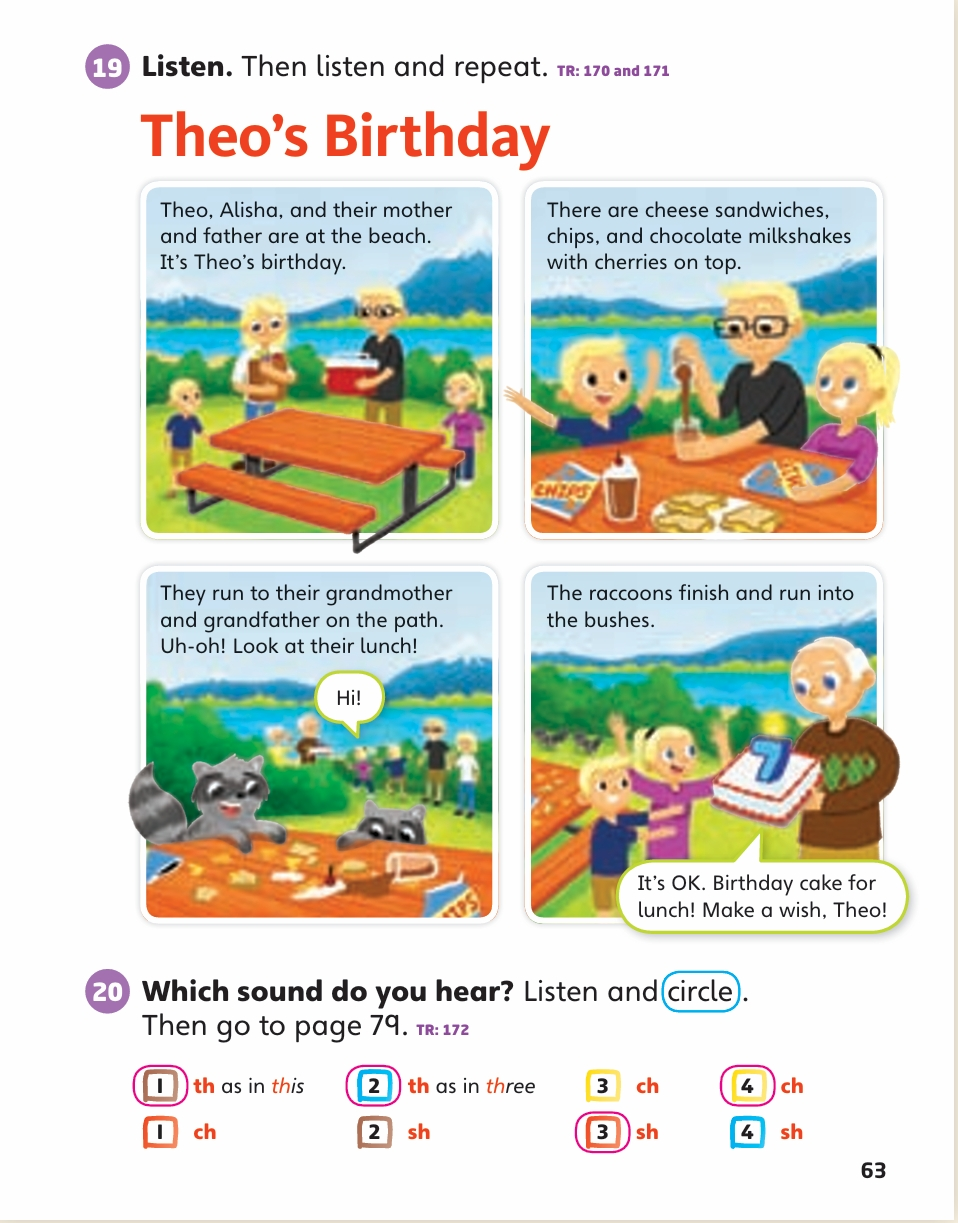 19 Listen. Then listen and repeat. TR: 170 and 171
Theo's Birthday
Theo, Alisha, and their mother
and father are at the beach.
It's Theo's birthday.
There are cheese sandwiches,
chips, and chocolate milkshakes
with cherries on top.
CHIPS
They run to their grandmother
and grandfather on the path.
Uh-oh! Look at their lunch!
Hi!
The raccoons finish and run into
the bushes.
7
It's OK. Birthday cake for
lunch! Make a wish, Theo!
20 Which sound do you hear? Listen and circle.
Then go to page 79. TR: 172
1 th as in this 2 th as in three 3 ch 4 ch
1 ch 2 sh 3 sh 4 sh
63